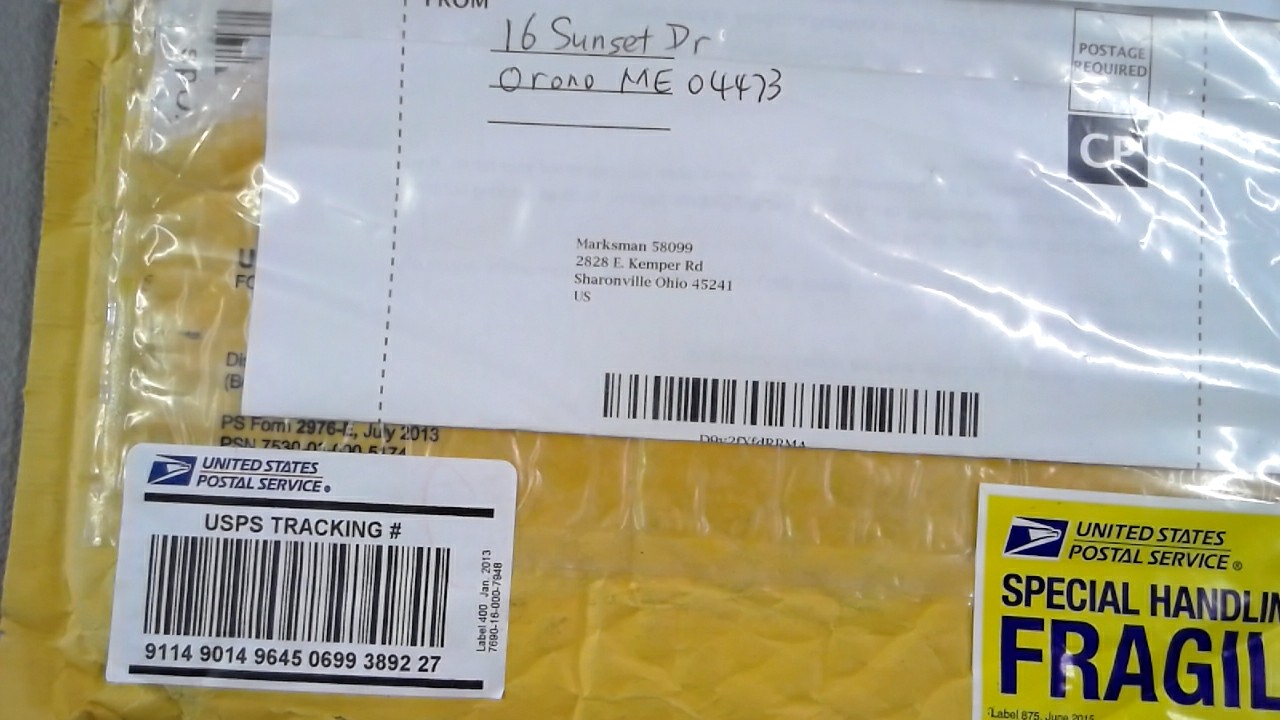 FROM
16 Sunset Dr
Orono ME 04473
POSTAGE
REQUIRED
CP
Marksman 58099
2828 E. Kemper Rd
Sharonville Ohio 45241
US
PS Form 2976-E, July 2013
PSN
UNITED STATES
POSTAL SERVICE®
USPS TRACKING #
9114 9014 9645 0699 3892 27
Label 400 Jan. 2013
7690-16-000-7948
UNITED STATES
POSTAL SERVICE®
SPECIAL HANDLIN
FRAGIL
Label 875, June 2015